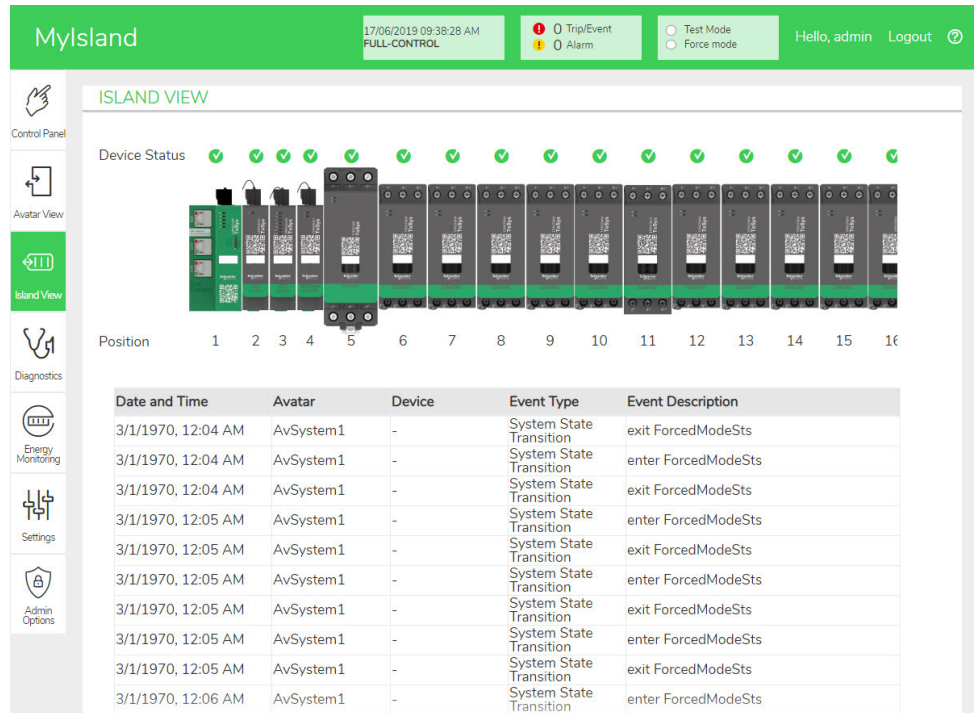 MyIsland
17/06/2019 09:38:28 AM
FULL-CONTROL
0 Trip/Event
0 Alarm
Test Mode
Force mode
Hello, admin Logout
Control Panel
Avatar View
Island View
Diagnostics
Energy
Monitoring
Settings
Admin
Options
ISLAND VIEW
Device Status
Position 1 2 3 4 5 6 7 8 9 10 11 12 13 14 15 16
Date and Time Avatar Device Event Type Event Description
3/1/1970, 12:04 AM AvSystem1 - System State Transition exit ForcedModeSts
3/1/1970, 12:04 AM AvSystem1 - System State Transition enter ForcedModeSts
3/1/1970, 12:04 AM AvSystem1 - System State Transition exit ForcedModeSts
3/1/1970, 12:05 AM AvSystem1 - System State Transition enter ForcedModeSts
3/1/1970, 12:05 AM AvSystem1 - System State Transition exit ForcedModeSts
3/1/1970, 12:05 AM AvSystem1 - System State Transition enter ForcedModeSts
3/1/1970, 12:05 AM AvSystem1 - System State Transition exit ForcedModeSts
3/1/1970, 12:05 AM AvSystem1 - System State Transition enter ForcedModeSts
3/1/1970, 12:05 AM AvSystem1 - System State Transition exit ForcedModeSts
3/1/1970, 12:06 AM AvSystem1 - System State Transition enter ForcedModeSts